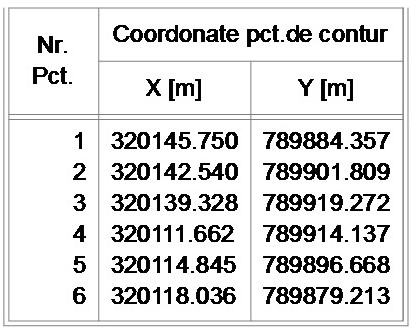 Nr. Pct. Coordonate pct.de contur
X [m] Y [m]
1 320145.750 789884.357
2 320142.540 789901.809
3 320139.328 789919.272
4 320111.662 789914.137
5 320114.845 789896.668
6 320118.036 789879.213